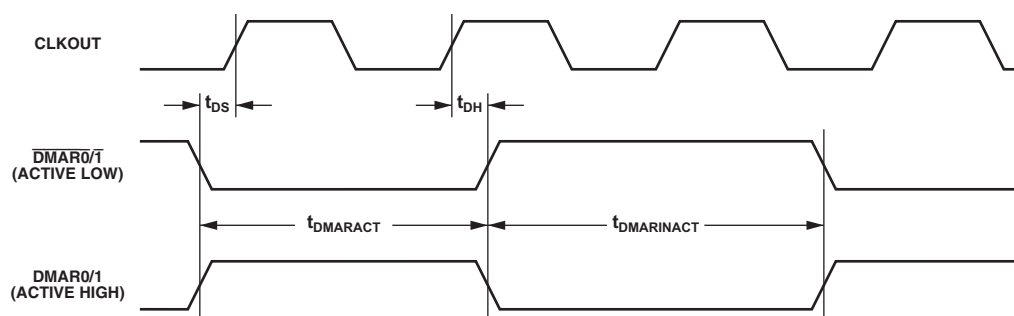 CLKOUT
tDS
tDH
DMAR0/1
(ACTIVE LOW)
tDMARACT
tDMARINACT
DMAR0/1
(ACTIVE HIGH)